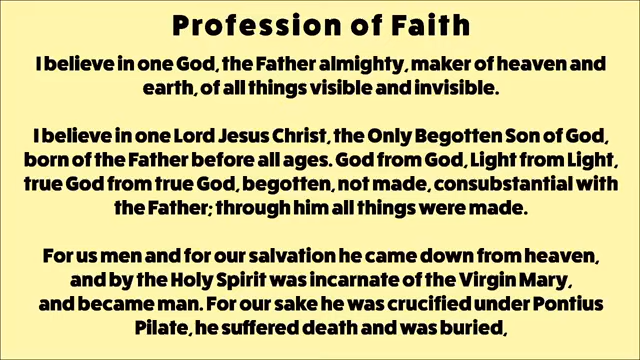 Profession of Faith
I believe in one God, the Father almighty, maker of heaven and
earth, of all things visible and invisible.
I believe in one Lord Jesus Christ, the Only Begotten Son of God,
born of the Father before all ages. God from God, Light from Light,
true God from true God, begotten, not made, consubstantial with
the Father; through him all things were made.
For us men and for our salvation he came down from heaven,
and by the Holy Spirit was incarnate of the Virgin Mary,
and became man. For our sake he was crucified under Pontius
Pilate, he suffered death and was buried,